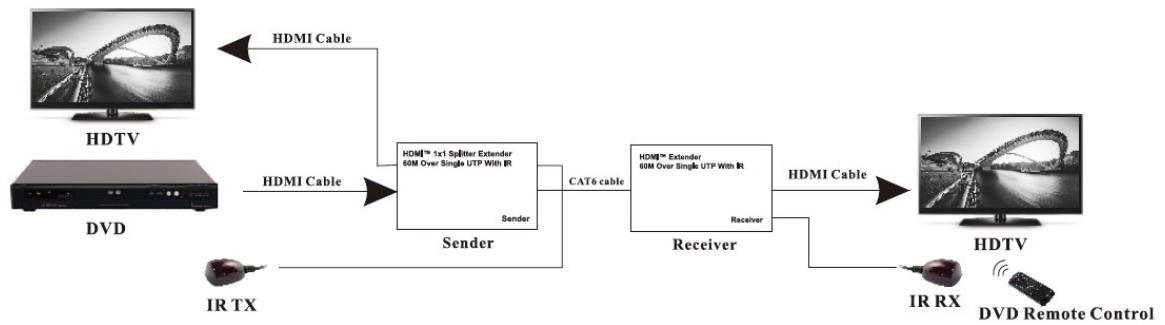 HDMI Cable
HDTV
HDMI™ 1x1 Splitter Extender
60M Over Single UTP With IR
HDMI™ Extender
60M Over Single UTP With IR
HDMI Cable
CAT6 cable
HDMI Cable
Sender
Receiver
DVD
Sender
Receiver
HDTV
IR TX
IR RX
DVD Remote Control